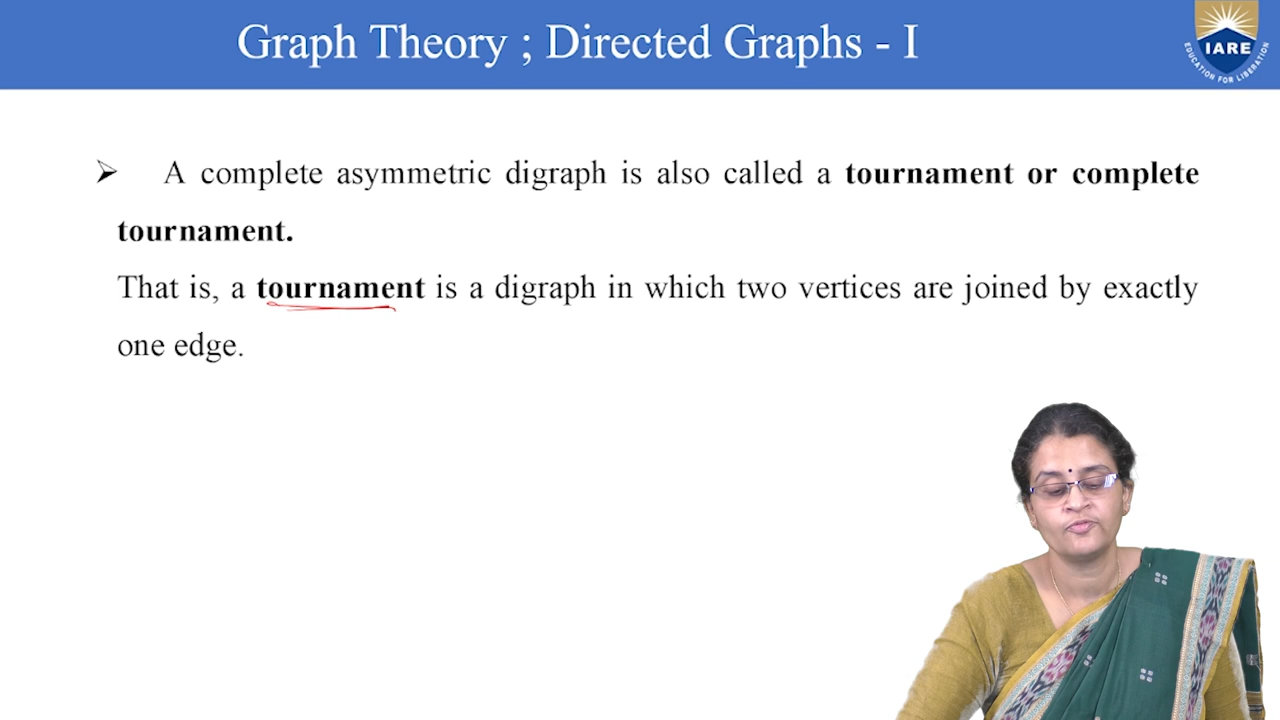 Graph Theory ; Directed Graphs - I
IARE
EDUCATION FOR LIBERATION
➢ A complete asymmetric digraph is also called a tournament or complete
tournament.
That is, a tournament is a digraph in which two vertices are joined by exactly
one edge.